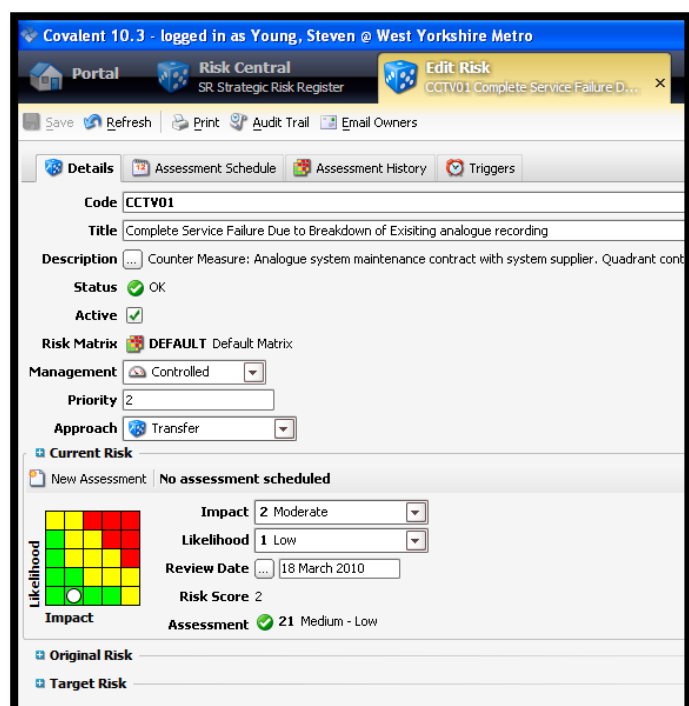 Covalent 10.3 - logged in as Young, Steven @ West Yorkshire Metro
Portal
Risk Central
SR Strategic Risk Register
Edit Risk
CCTV01 Complete Service Failure D...
Save Refresh Print Audit Trail Email Owners
Details Assessment Schedule Assessment History Triggers
Code CCTV01
Title Complete Service Failure Due to Breakdown of Exisiting analogue recording
Description ... Counter Measure: Analogue system maintenance contract with system supplier. Quadrant cont
Status OK
Active
Risk Matrix DEFAULT Default Matrix
Management Controlled
Priority 2
Approach Transfer
Current Risk
New Assessment No assessment scheduled
Impact 2 Moderate
Likelihood 1 Low
Review Date ... 18 March 2010
Risk Score 2
Assessment 21 Medium - Low
Likelihood
Impact
Original Risk
Target Risk